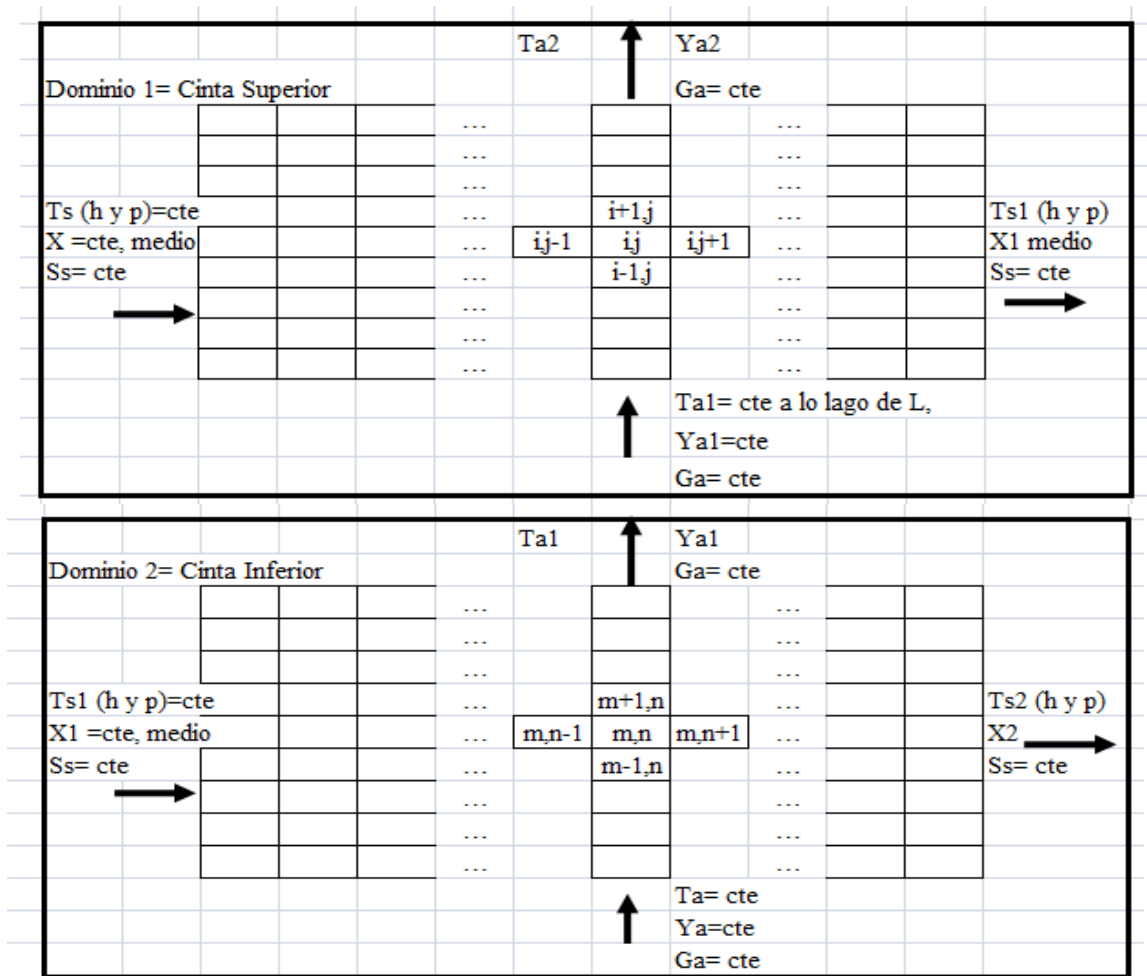 Ta2 Ya2
Dominio 1= Cinta Superior Ga= cte
... ...
... ...
... ...
Ts (h y p)=cte ... i+1,j ... Ts1 (h y p)
X =cte, medio ... i,j-1 i,j i,j+1 ... X1 medio
Ss= cte ... i-1,j ... Ss= cte
... ...
... ...
... ...
Ta1= cte a lo lago de L,
Ya1=cte
Ga= cte
Ta1 Ya1
Dominio 2= Cinta Inferior Ga= cte
... ...
... ...
... ...
Ts1 (h y p)=cte ... m+1,n ... Ts2 (h y p)
X1 =cte, medio ... m,n-1 m,n m,n+1 ... X2
Ss= cte ... m-1,n ... Ss= cte
... ...
... ...
... ...
Ta= cte
Ya=cte
Ga= cte